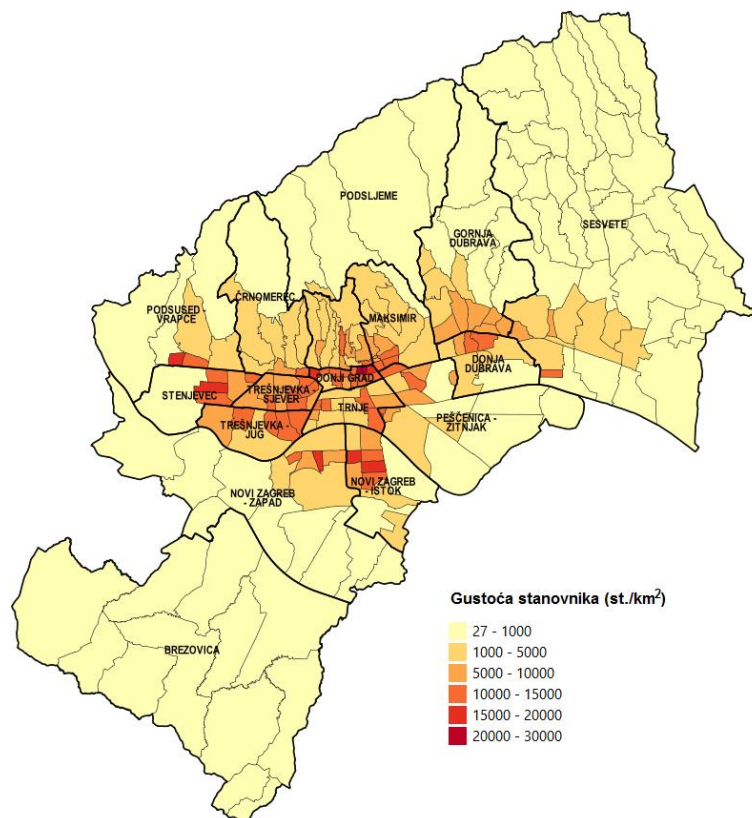 PODSLJEME
GORNJA
DUBRAVA
SESVETE
ČRNOMEREC
PODSUSED -
VRAPČE
MAKSIMIR
DONJI GRAD
DONJA
DUBRAVA
STENJEVEC
TREŠNJEVKA -
SJEVER
TRNJE
PEŠČENICA -
ŽITNJAK
TREŠNJEVKA -
JUG
NOVI ZAGREB
- ZAPAD
NOVI ZAGREB
- ISTOK
BREZOVICA
Gustoća stanovnika (st./km²)
27 - 1000
1000 - 5000
5000 - 10000
10000 - 15000
15000 - 20000
20000 - 30000